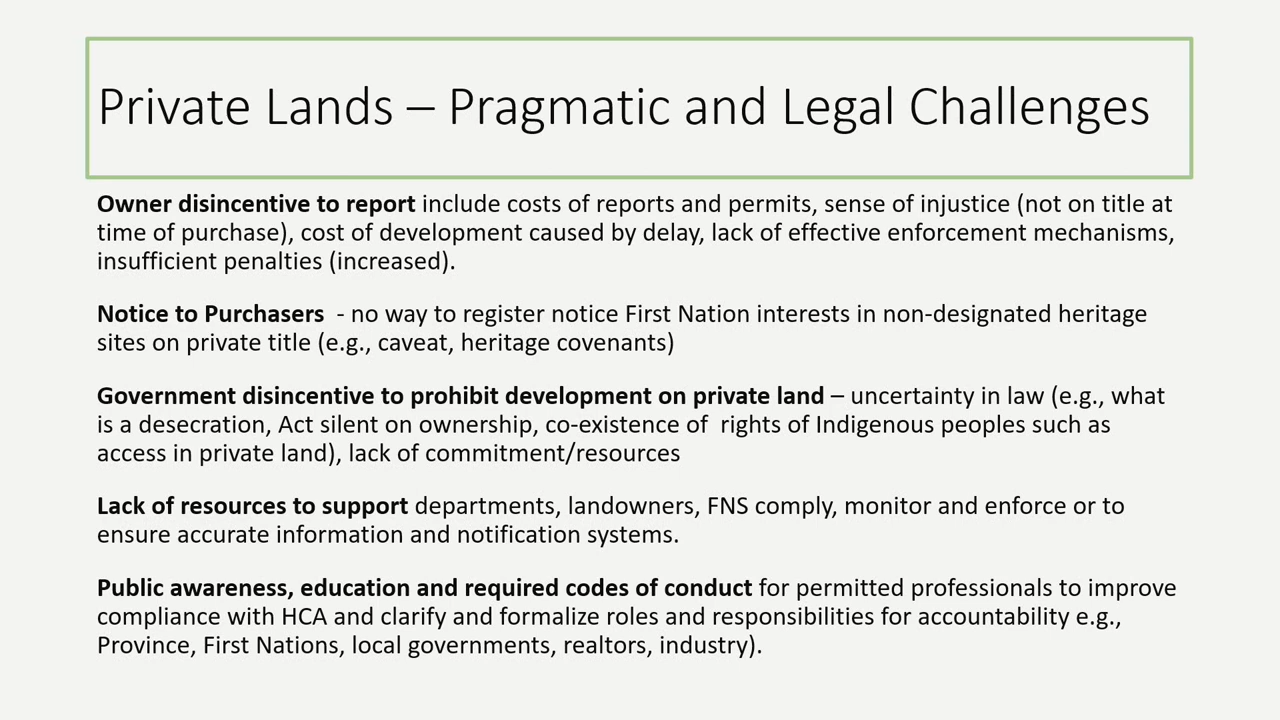 Private Lands – Pragmatic and Legal Challenges
Owner disincentive to report include costs of reports and permits, sense of injustice (not on title at
time of purchase), cost of development caused by delay, lack of effective enforcement mechanisms,
insufficient penalties (increased).
Notice to Purchasers  - no way to register notice First Nation interests in non-designated heritage
sites on private title (e.g., caveat, heritage covenants)
Government disincentive to prohibit development on private land – uncertainty in law (e.g., what
is a desecration, Act silent on ownership, co-existence of  rights of Indigenous peoples such as
access in private land), lack of commitment/resources
Lack of resources to support departments, landowners, FNS comply, monitor and enforce or to
ensure accurate information and notification systems.
Public awareness, education and required codes of conduct for permitted professionals to improve
compliance with HCA and clarify and formalize roles and responsibilities for accountability e.g.,
Province, First Nations, local governments, realtors, industry).